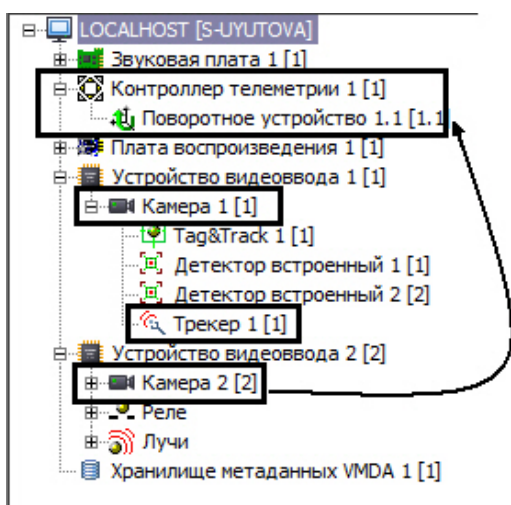 LOCALHOST [S-UYUTOVA]
Звуковая плата 1 [1]
Контроллер телеметрии 1 [1]
Поворотное устройство 1.1 [1.1
Плата воспроизведения 1 [1]
Устройство видеоввода 1 [1]
Камера 1 [1]
Tag&Track 1 [1]
Детектор встроенный 1 [1]
Детектор встроенный 2 [2]
Трекер 1 [1]
Устройство видеоввода 2 [2]
Камера 2 [2]
Реле
Лучи
Хранилище метаданных VMDA 1 [1]